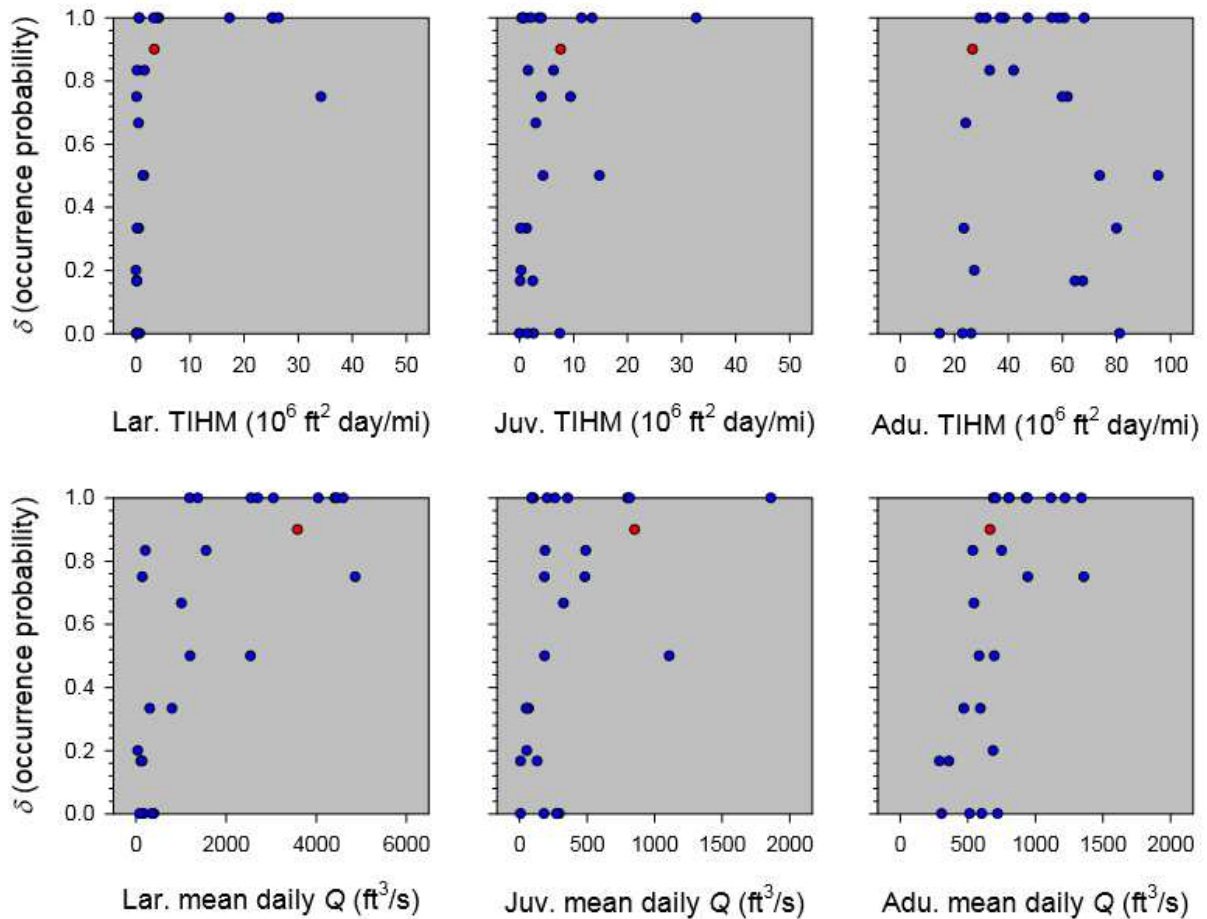 1.0
0.8
0.6
0.4
0.2
0.0
δ (occurrence probability)
0 10 20 30 40 50
0 10 20 30 40 50
0 20 40 60 80 100
Lar. TIHM (10⁶ ft² day/mi)
Juv. TIHM (10⁶ ft² day/mi)
Adu. TIHM (10⁶ ft² day/mi)
1.0
0.8
0.6
0.4
0.2
0.0
δ (occurrence probability)
0 2000 4000 6000
0 500 1000 1500 2000
0 500 1000 1500 2000
Lar. mean daily Q (ft³/s)
Juv. mean daily Q (ft³/s)
Adu. mean daily Q (ft³/s)